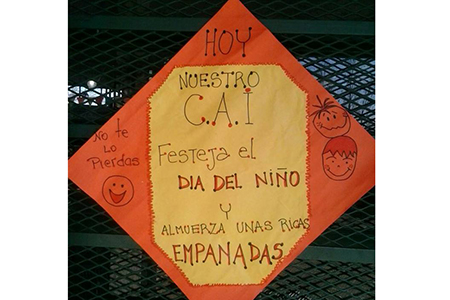 HOY
NUESTRO
C.A.I
Festeja el
DIA DEL NIÑO
Y
ALMUERZA UNAS RICAS
EMPANADAS
No te
Lo
Pierdas